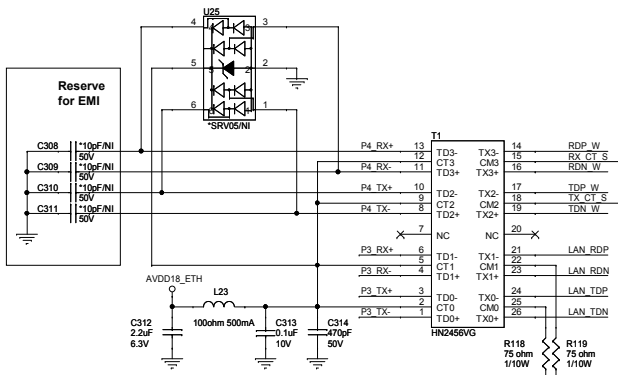 U25
4
3
5
2
6
1
*SRV05/NI
Reserve
for EMI
C308
*10pF/NI
50V
C309
*10pF/NI
50V
C310
*10pF/NI
50V
C311
*10pF/NI
50V
T1
P4_RX+ 13 TD3- TX3- 14 RDP_W
12 CT3 CM3 15 RX_CT_S
P4_RX- 11 TD3+ TX3+ 16 RDN_W
P4 TX+ 10 TD2- TX2- 17 TDP_W
9 CT2 CM2 18 TX_CT_S
P4 TX- 8 TD2+ TX2+ 19 TDN_W
7 NC NC 20
P3_RX+ 6 TD1- TX1- 21 LAN_RDP
5 CT1 CM1 22
P3_RX- 4 TD1+ TX1+ 23 LAN_RDN
P3_TX+ 3 TD0- TX0- 24 LAN_TDP
2 CT0 CM0 25
P3_TX- 1 TD0+ TX0+ 26 LAN_TDN
HN2456VG
AVDD18_ETH
L23
100ohm 500mA
C312
2.2uF
6.3V
C313
0.1uF
10V
C314
470pF
50V
R118
75 ohm
1/10W
R119
75 ohm
1/10W